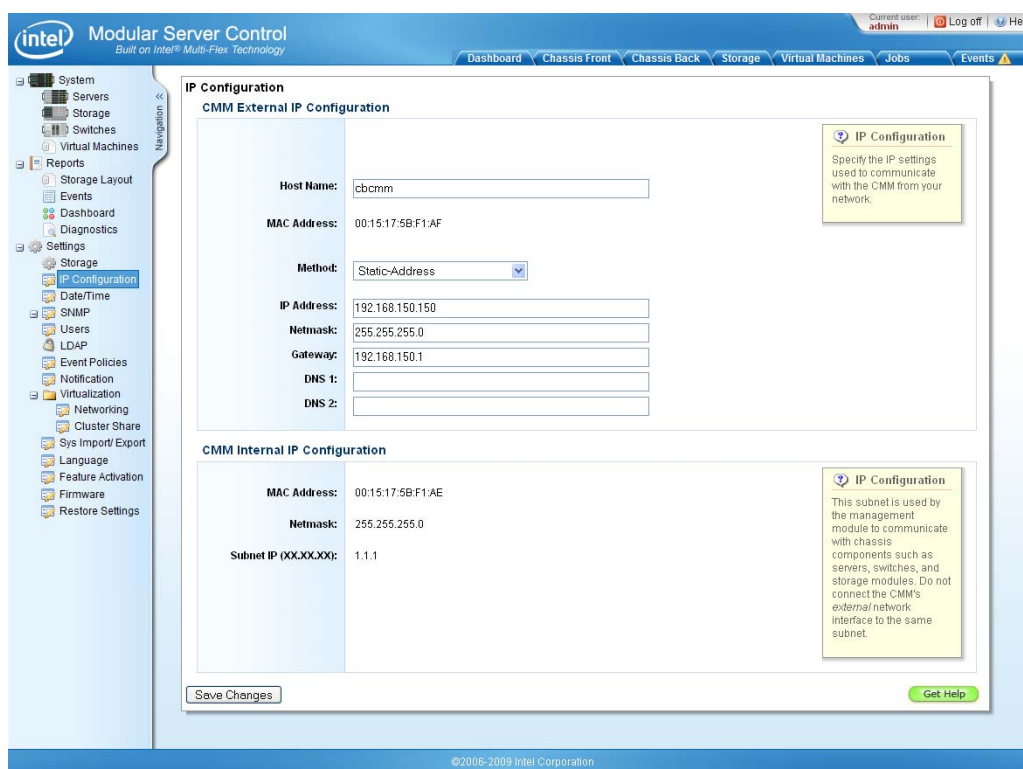 intel
Modular Server Control
Built on Intel® Multi-Flex Technology
Current user:
admin
Log off
He
Dashboard
Chassis Front
Chassis Back
Storage
Virtual Machines
Jobs
Events
System
Servers
Storage
Switches
Virtual Machines
Reports
Storage Layout
Events
Dashboard
Diagnostics
Settings
Storage
IP Configuration
Date/Time
SNMP
Users
LDAP
Event Policies
Notification
Virtualization
Networking
Cluster Share
Sys Import/ Export
Language
Feature Activation
Firmware
Restore Settings
Navigation
IP Configuration
CMM External IP Configuration
Host Name: cbcmm
MAC Address: 00:15:17:5B:F1:AF
Method: Static-Address
IP Address: 192.168.150.150
Netmask: 255.255.255.0
Gateway: 192.168.150.1
DNS 1:
DNS 2:
IP Configuration
Specify the IP settings
used to communicate
with the CMM from your
network.
CMM Internal IP Configuration
MAC Address: 00:15:17:5B:F1:AE
Netmask: 255.255.255.0
Subnet IP (XX.XX.XX): 1.1.1
IP Configuration
This subnet is used by
the management
module to communicate
with chassis
components such as
servers, switches, and
storage modules. Do not
connect the CMM's
external network
interface to the same
subnet.
Save Changes
Get Help
©2006-2009 Intel Corporation